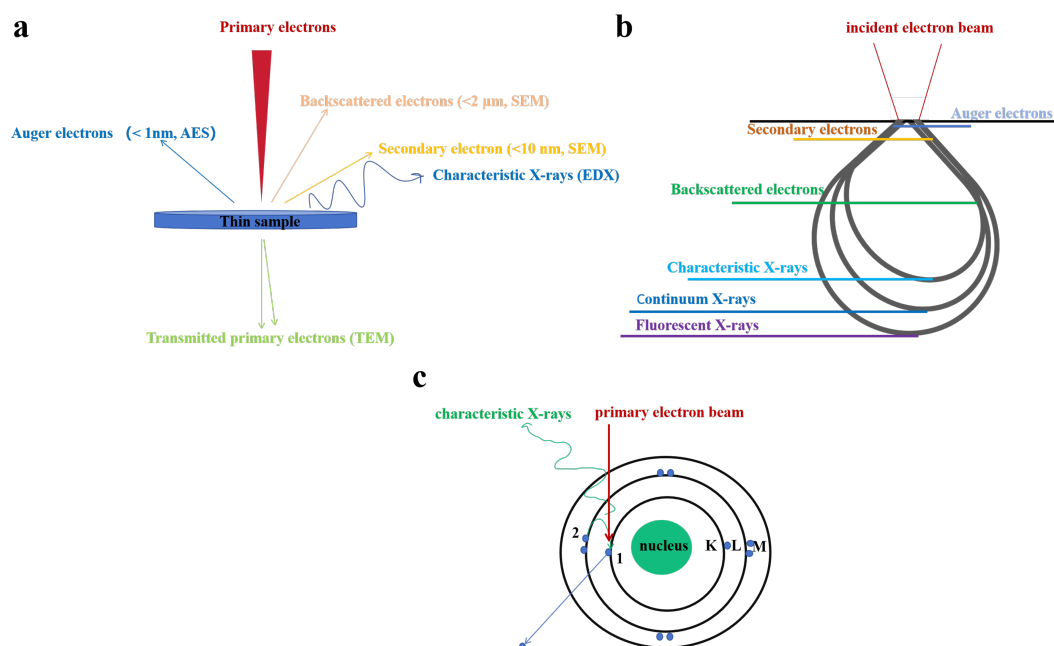 a
Primary electrons
Backscattered electrons (<2 μm, SEM)
Auger electrons (< 1nm, AES)
Secondary electron (<10 nm, SEM)
Characteristic X-rays (EDX)
Thin sample
Transmitted primary electrons (TEM)
b
incident electron beam
Auger electrons
Secondary electrons
Backscattered electrons
Characteristic X-rays
Continuum X-rays
Fluorescent X-rays
c
characteristic X-rays
primary electron beam
2
1
nucleus
K
L
M